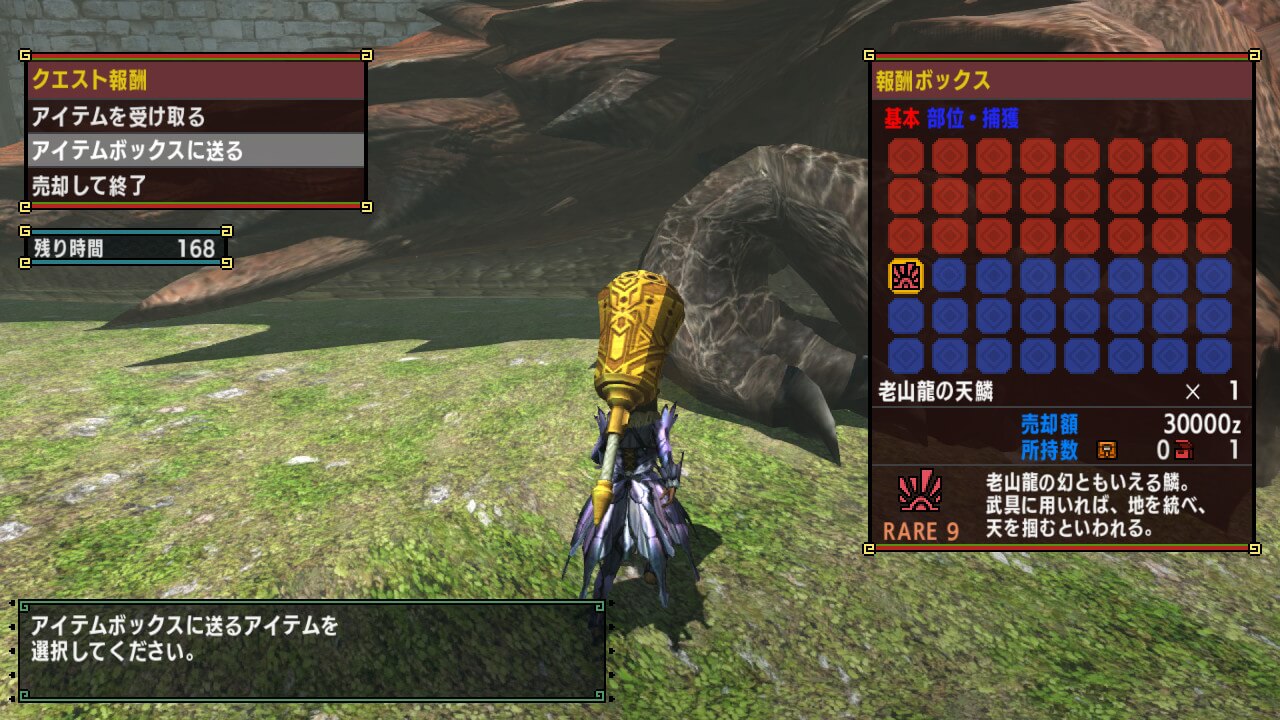 クエスト報酬
アイテムを受け取る
アイテムボックスに送る
売却して終了
残り時間 168
報酬ボックス
基本 部位・捕獲
老山龍の天鱗 × 1
売却額 30000z
所持数 0 1
RARE 9
老山龍の幻ともいえる鱗。
武具に用いれば、地を統べ、
天を掴むといわれる。
アイテムボックスに送るアイテムを
選択してください。